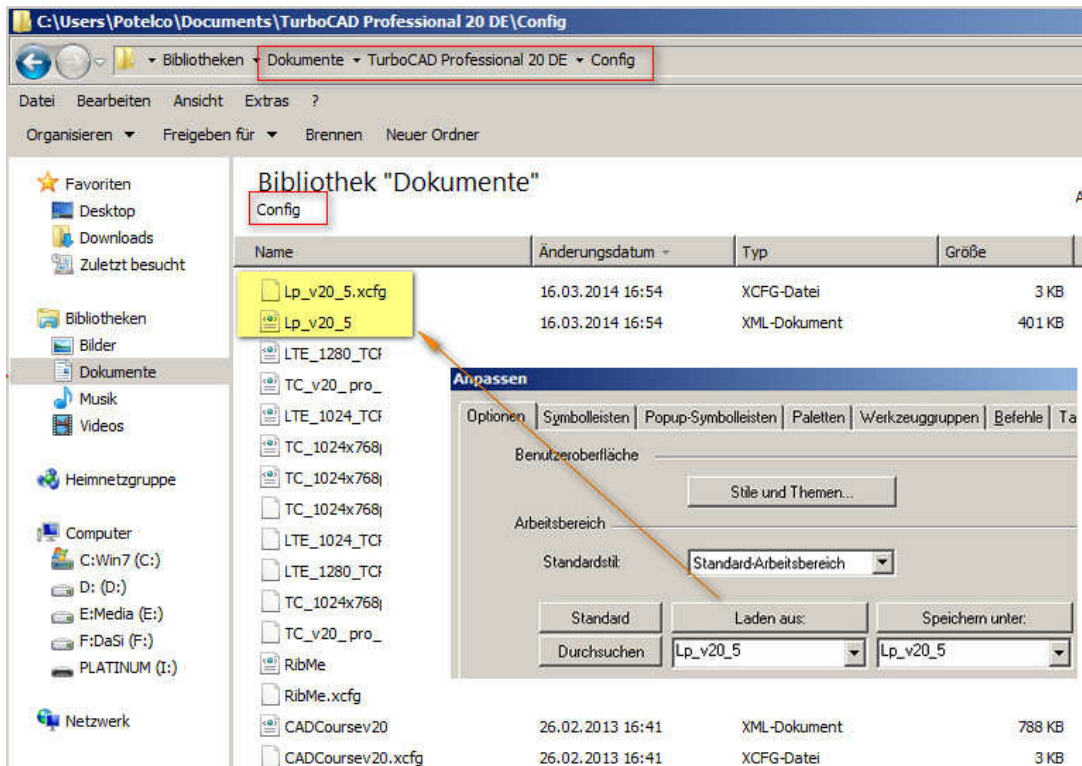 C:\Users\Potelco\Documents\TurboCAD Professional 20 DE\Config
Bibliotheken Dokumente TurboCAD Professional 20 DE Config
Datei Bearbeiten Ansicht Extras ?
Organisieren Freigeben für Brennen Neuer Ordner
Favoriten
Desktop
Downloads
Zuletzt besucht
Bibliotheken
Bilder
Dokumente
Musik
Videos
Heimnetzgruppe
Computer
C:Win7 (C:)
D: (D:)
E:Media (E:)
F:DaSi (F:)
PLATINUM (I:)
Netzwerk
Bibliothek "Dokumente"
Config
Name Änderungsdatum Typ Größe
Lp_v20_5.xcfg 16.03.2014 16:54 XCFG-Datei 3 KB
Lp_v20_5 16.03.2014 16:54 XML-Dokument 401 KB
LTE_1280_TCF
TC_v20_pro_
LTE_1024_TCF
TC_1024x768p
TC_1024x768p
TC_1024x768p
LTE_1024_TCF
LTE_1280_TCF
TC_1024x768p
TC_v20_pro_
RibMe
RibMe.xcfg
CADCoursev20 26.02.2013 16:41 XML-Dokument 788 KB
CADCoursev20.xcfg 26.02.2013 16:41 XCFG-Datei 3 KB
Anpassen
Optionen Symbolleisten Popup-Symbolleisten Paletten Werkzeuggruppen Befehle Ta
Benutzeroberfläche
Stile und Themen...
Arbeitsbereich
Standardstil: Standard-Arbeitsbereich
Standard Laden aus: Speichern unter:
Durchsuchen Lp_v20_5 Lp_v20_5